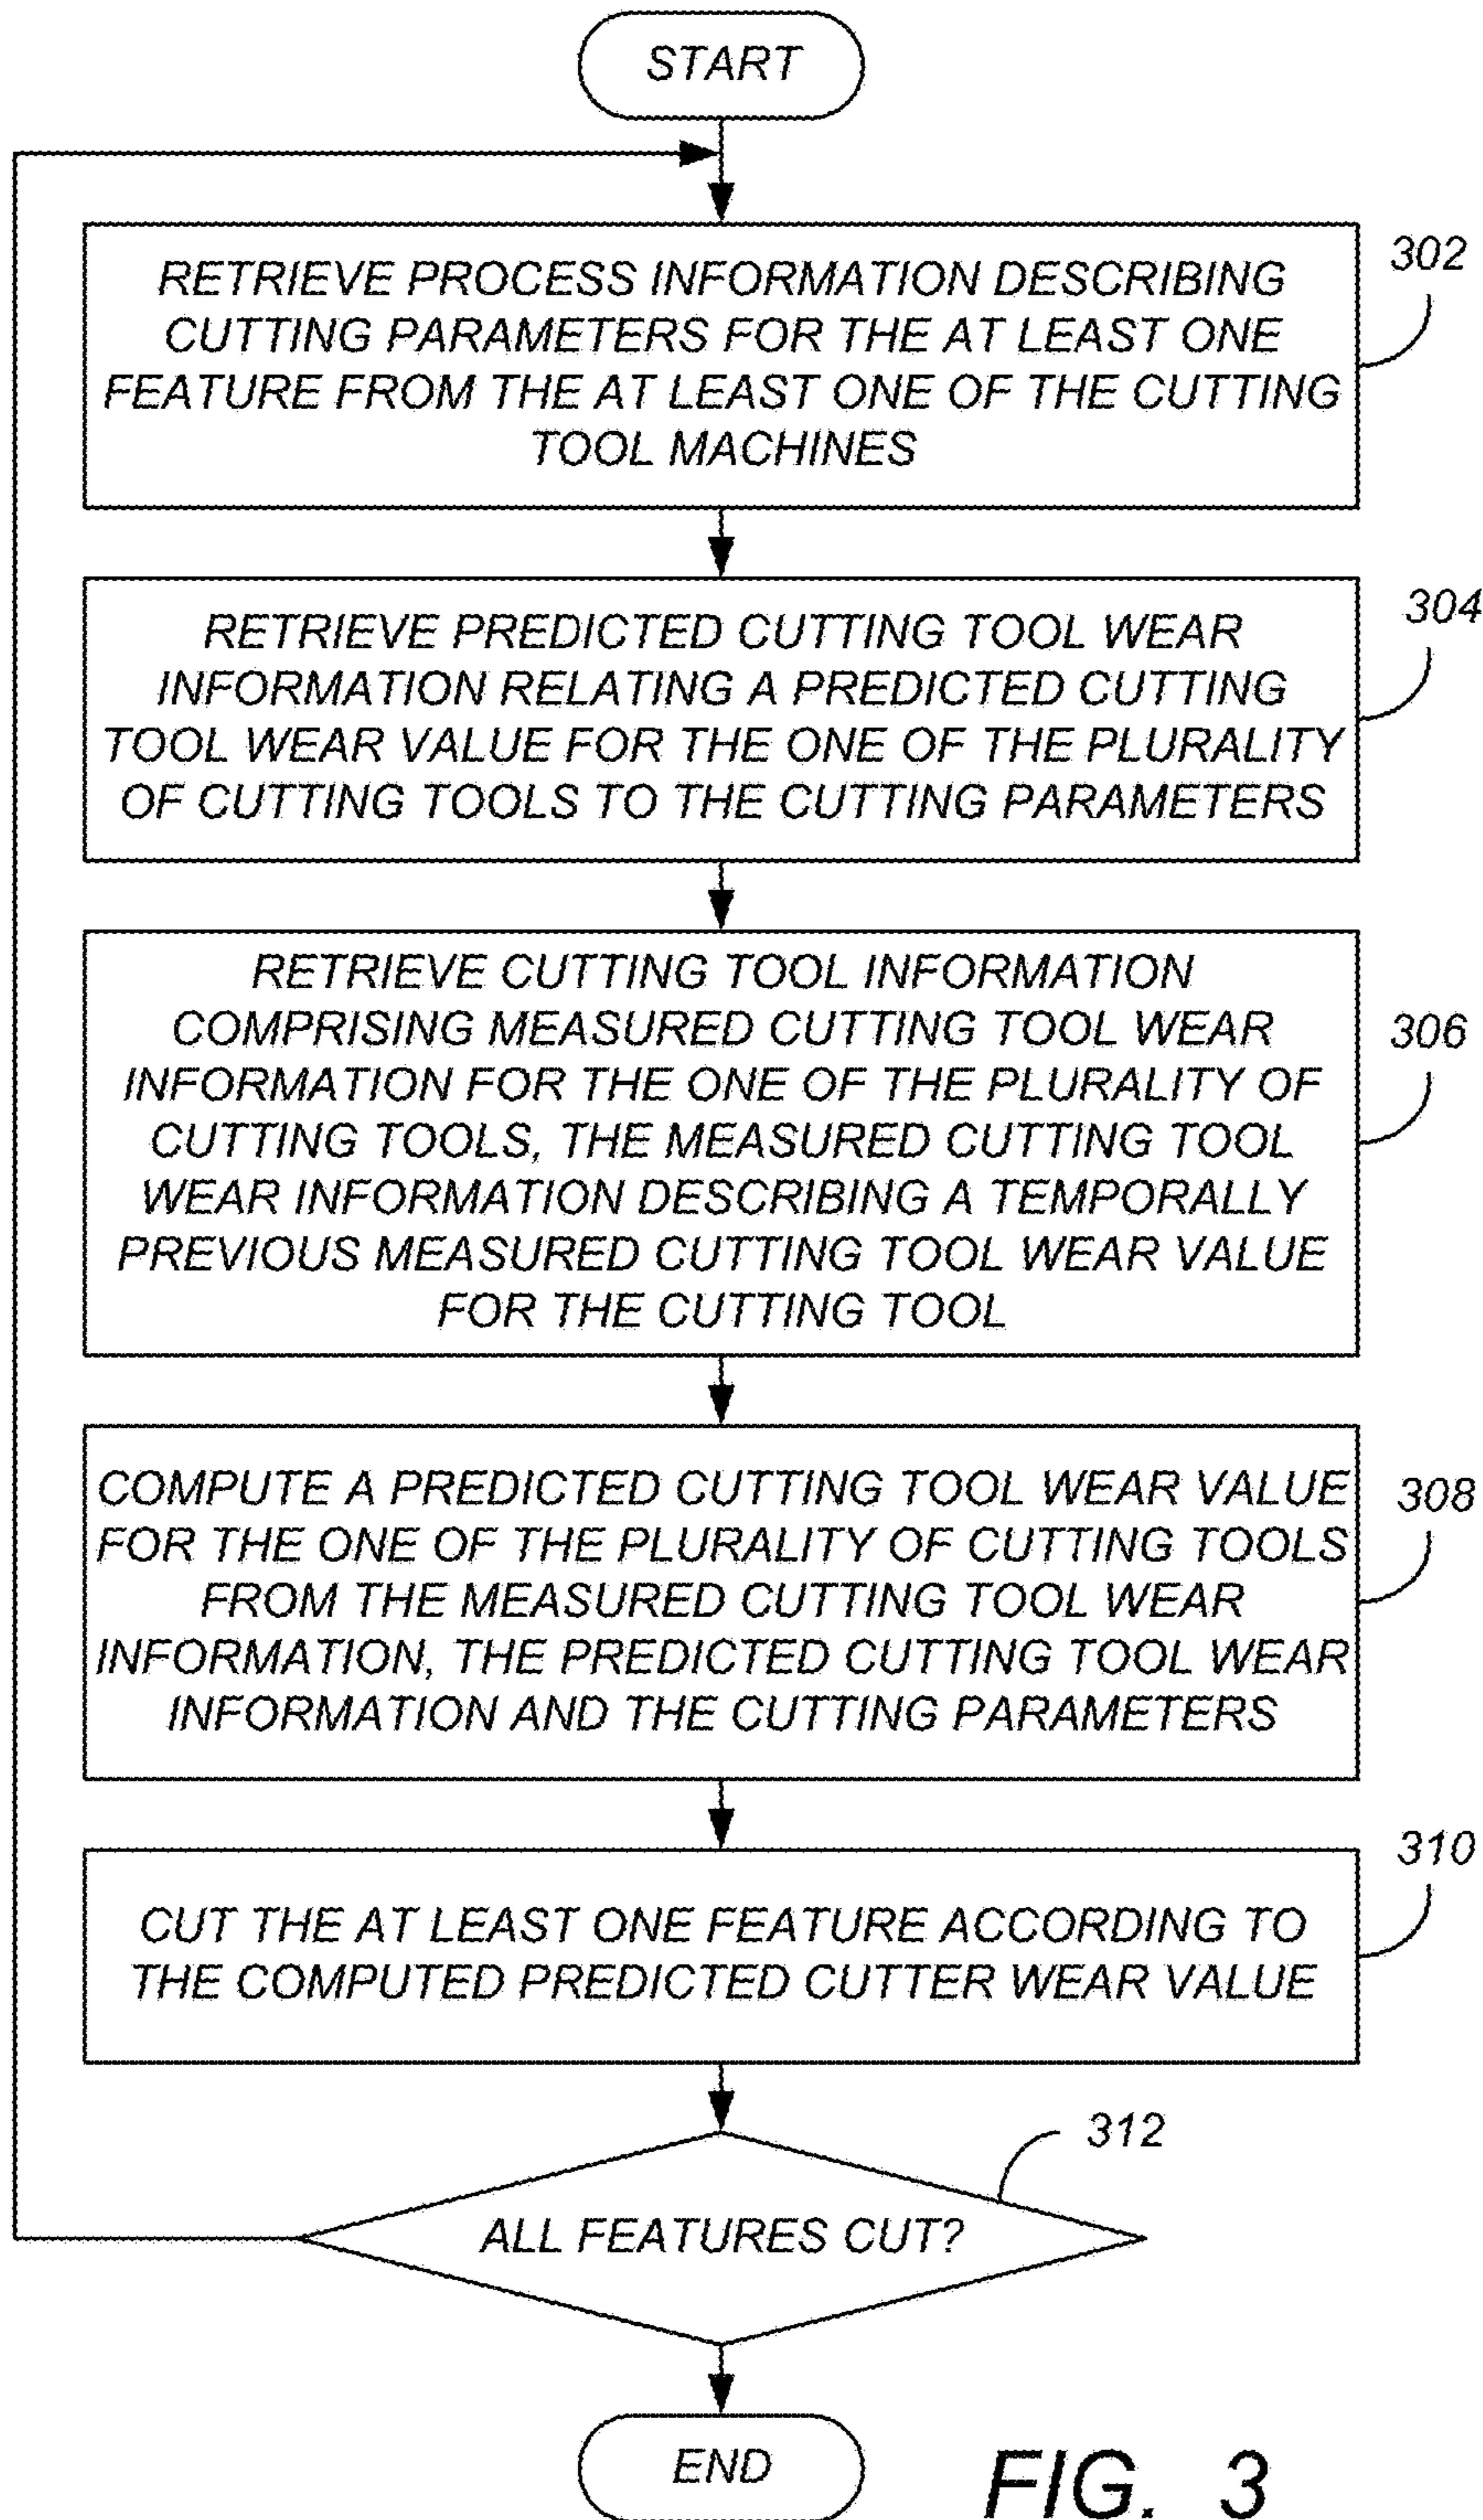 START
RETRIEVE PROCESS INFORMATION DESCRIBING
CUTTING PARAMETERS FOR THE AT LEAST ONE
FEATURE FROM THE AT LEAST ONE OF THE CUTTING
TOOL MACHINES
302
RETRIEVE PREDICTED CUTTING TOOL WEAR
INFORMATION RELATING A PREDICTED CUTTING
TOOL WEAR VALUE FOR THE ONE OF THE PLURALITY
OF CUTTING TOOLS TO THE CUTTING PARAMETERS
304
RETRIEVE CUTTING TOOL INFORMATION
COMPRISING MEASURED CUTTING TOOL WEAR
INFORMATION FOR THE ONE OF THE PLURALITY OF
CUTTING TOOLS, THE MEASURED CUTTING TOOL
WEAR INFORMATION DESCRIBING A TEMPORALLY
PREVIOUS MEASURED CUTTING TOOL WEAR VALUE
FOR THE CUTTING TOOL
306
COMPUTE A PREDICTED CUTTING TOOL WEAR VALUE
FOR THE ONE OF THE PLURALITY OF CUTTING TOOLS
FROM THE MEASURED CUTTING TOOL WEAR
INFORMATION, THE PREDICTED CUTTING TOOL WEAR
INFORMATION AND THE CUTTING PARAMETERS
308
CUT THE AT LEAST ONE FEATURE ACCORDING TO
THE COMPUTED PREDICTED CUTTER WEAR VALUE
310
312
ALL FEATURES CUT?
END
FIG. 3